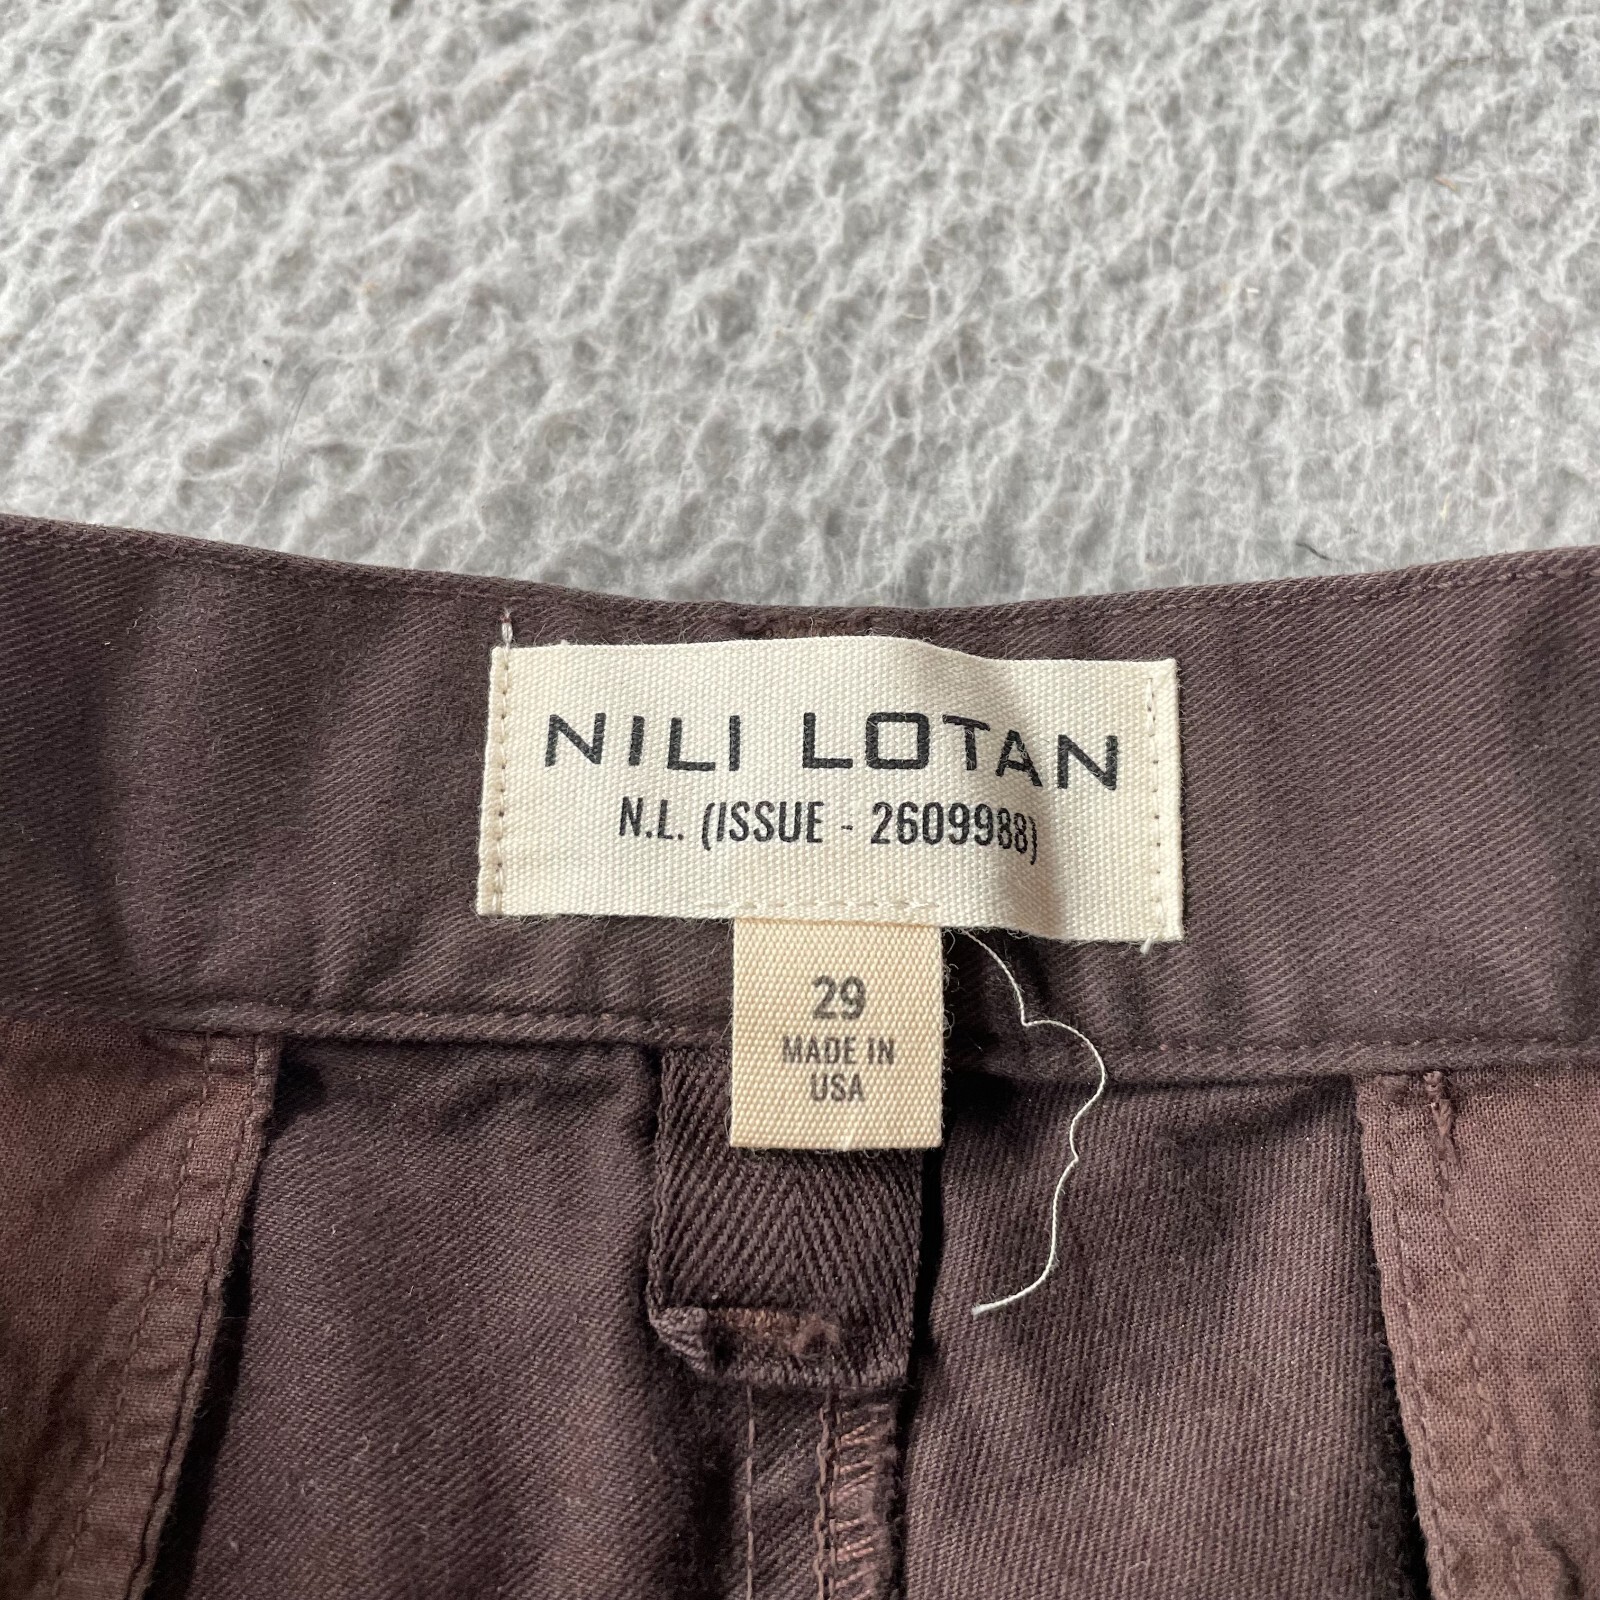 NILI LOTAN
N.L. (ISSUE - 2609988)
29
MADE IN
USA